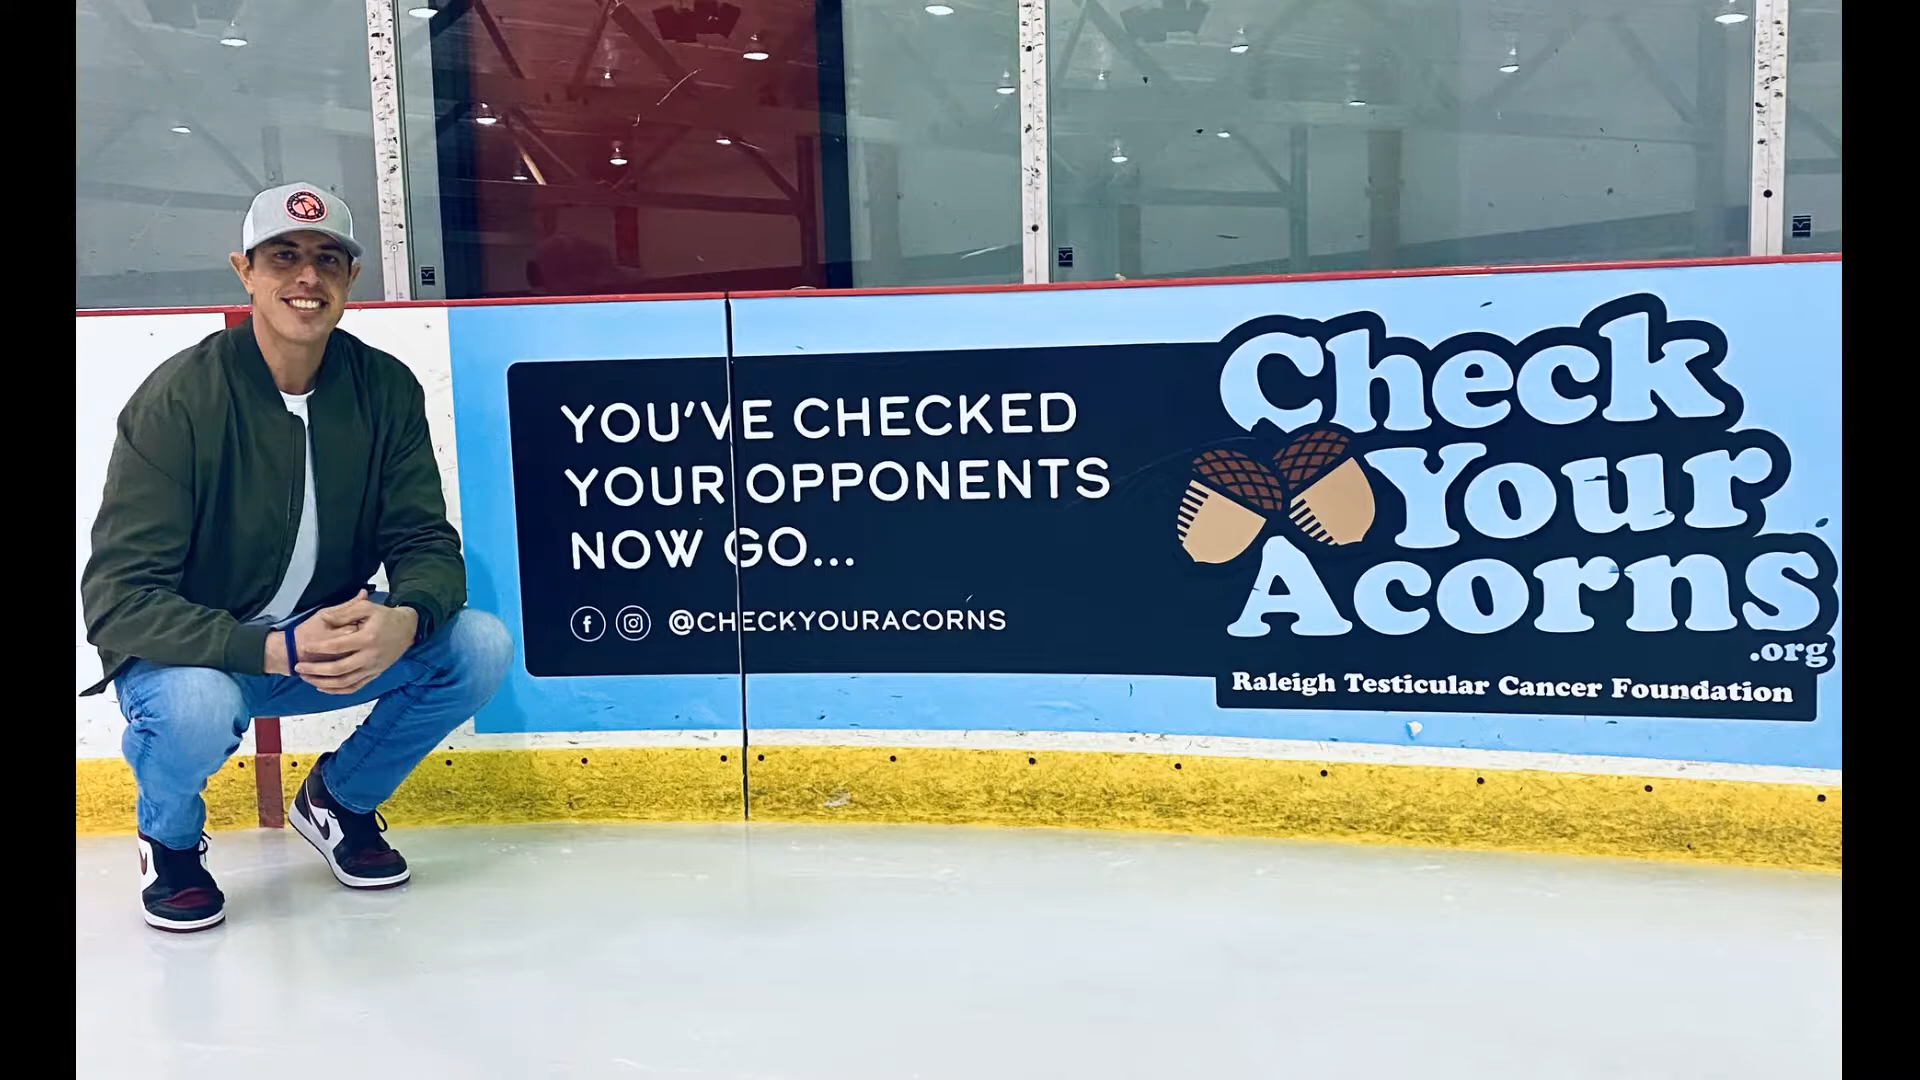 YOU'VE CHECKED
YOUR OPPONENTS
NOW GO...
@CHECKYOURACORNS
Check
Your
Acorns
.org
Raleigh Testicular Cancer Foundation